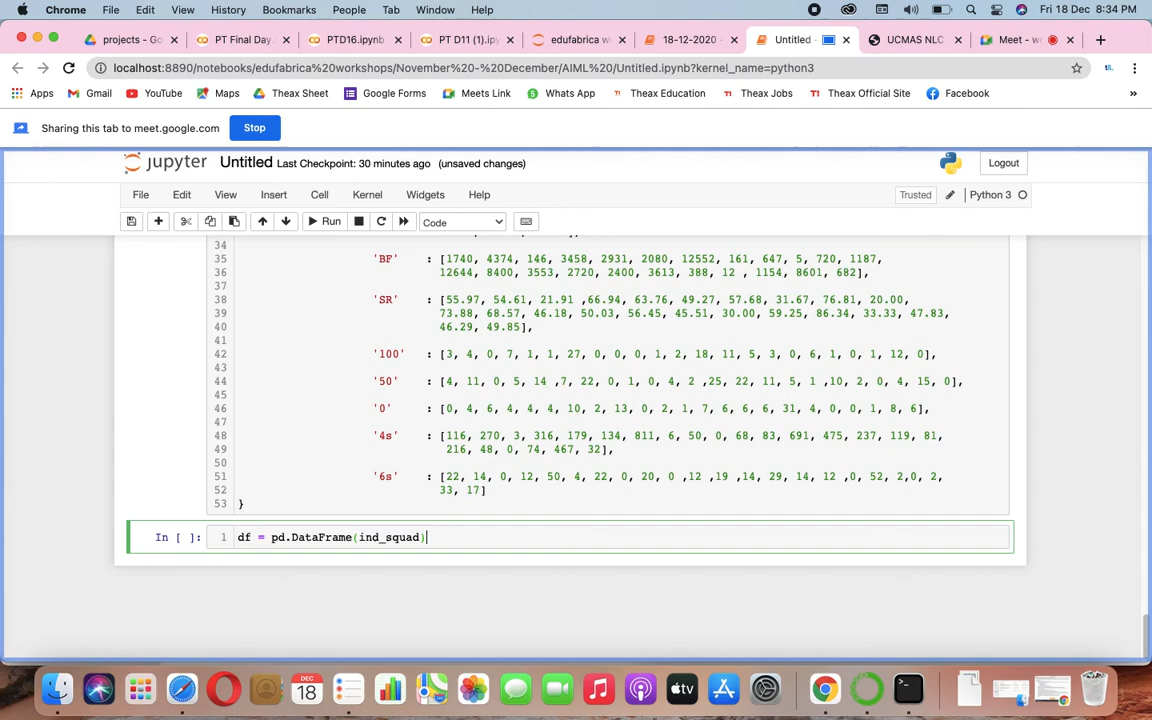 Chrome File Edit View History Bookmarks People Tab Window Help Fri 18 Dec 8:34 PM
projects - Go PT Final Day. PTD16.ipynb PT D11 (1).ipy edufabrica w 18-12-2020 - Untitled UCMAS NLC Meet - w
localhost:8890/notebooks/edufabrica%20workshops/November%20-%20December/AIML%20/Untitled.ipynb?kernel_name=python3
Apps Gmail YouTube Maps Theax Sheet Google Forms Meets Link Whats App Theax Education Theax Jobs Theax Official Site Facebook »
Sharing this tab to meet.google.com Stop
jupyter Untitled Last Checkpoint: 30 minutes ago (unsaved changes) Logout
File Edit View Insert Cell Kernel Widgets Help Trusted Python 3
Run Code
34
35 'BF' : [1740, 4374, 146, 3458, 2931, 2080, 12552, 161, 647, 5, 720, 1187,
36 12644, 8400, 3553, 2720, 2400, 3613, 388, 12 , 1154, 8601, 682],
37
38 'SR' : [55.97, 54.61, 21.91 ,66.94, 63.76, 49.27, 57.68, 31.67, 76.81, 20.00,
39 73.88, 68.57, 46.18, 50.03, 56.45, 45.51, 30.00, 59.25, 86.34, 33.33, 47.83,
40 46.29, 49.85],
41
42 '100' : [3, 4, 0, 7, 1, 1, 27, 0, 0, 0, 1, 2, 18, 11, 5, 3, 0, 6, 1, 0, 1, 12, 0],
43
44 '50' : [4, 11, 0, 5, 14 ,7, 22, 0, 1, 0, 4, 2 ,25, 22, 11, 5, 1 ,10, 2, 0, 4, 15, 0],
45
46 '0' : [0, 4, 6, 4, 4, 4, 10, 2, 13, 0, 2, 1, 7, 6, 6, 6, 31, 4, 0, 0, 1, 8, 6],
47
48 '4s' : [116, 270, 3, 316, 179, 134, 811, 6, 50, 0, 68, 83, 691, 475, 237, 119, 81,
49 216, 48, 0, 74, 467, 32],
50
51 '6s' : [22, 14, 0, 12, 50, 4, 22, 0, 20, 0 ,12 ,19 ,14, 29, 14, 12 ,0, 52, 2,0, 2,
52 33, 17]
53 }
In [ ]: 1 df = pd.DataFrame(ind_squad)
DEC
18 tv